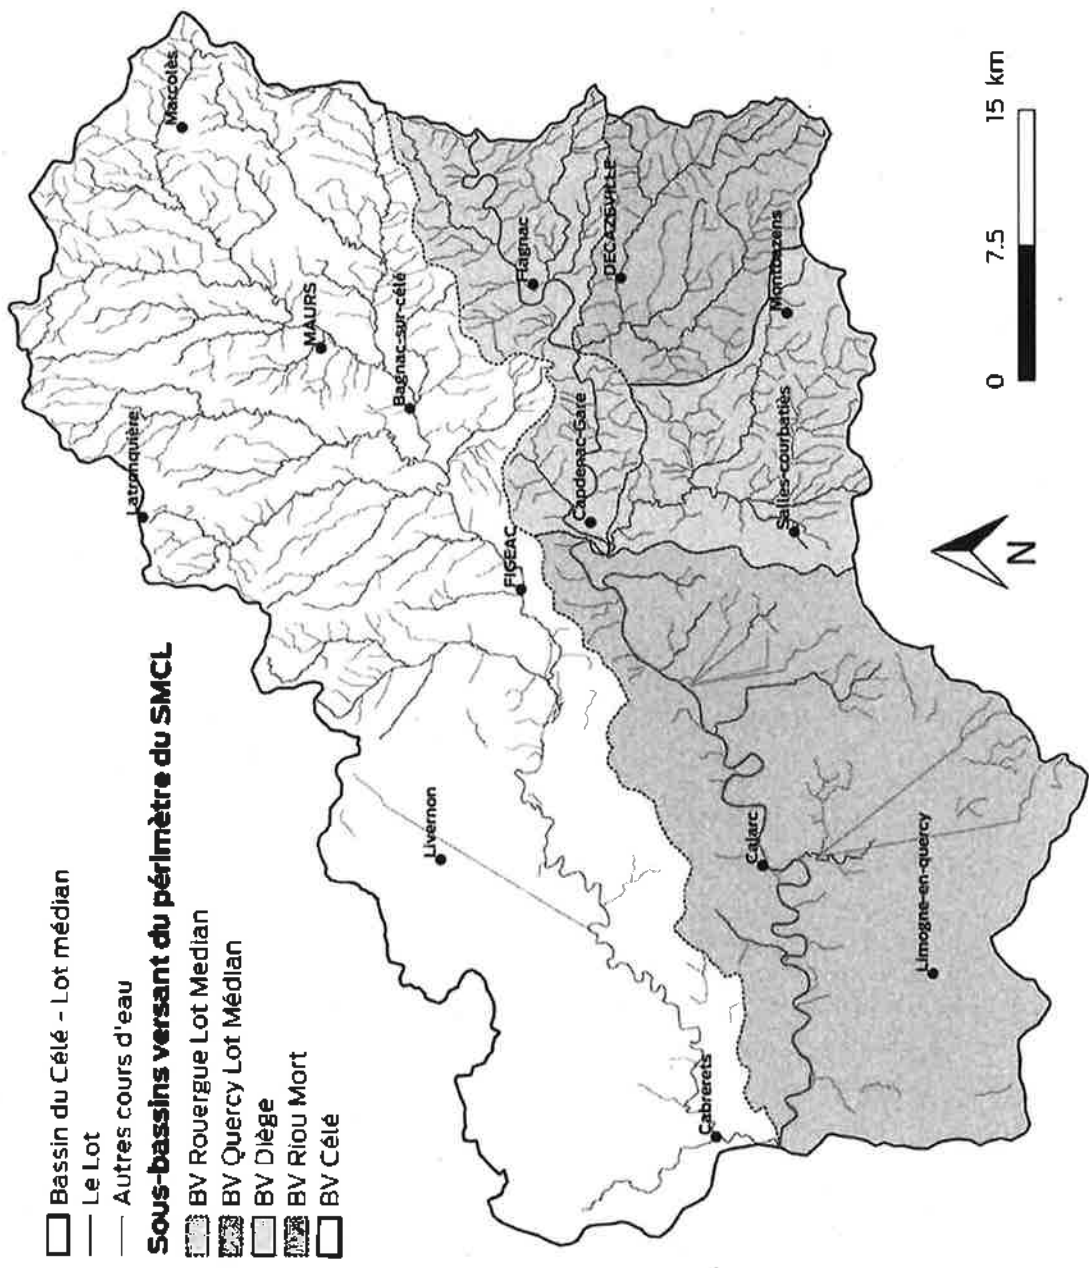 Bassin du Célé - Lot médian
Le Lot
Autres cours d'eau
Sous-bassins versant du périmètre du SMCL
BV Rouergue Lot Median
BV Quercy Lot Médian
BV Diège
BV Riou Mort
BV Célé
Marcolès
Latronquière
MAURS
Bagnac-sur-célé
Livernon
FIGEAC
Flagnac
Capdenac-Gare
DECAZEVILLE
Cabrerets
Calarc
Montbazens
Salles-courbatiès
Limogne-en-quercy
0
7.5
15 km
N